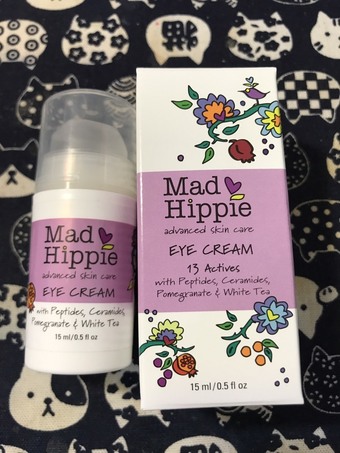 Mad
Hippie
advanced skin care
EYE CREAM
with Peptides, Ceramides,
Pomegranate & White Tea
15 ml/0.5 fl oz
Mad
Hippie
advanced skin care
EYE CREAM
13 Actives
with Peptides, Ceramides,
Pomegranate & White Tea
15 ml/0.5 fl oz